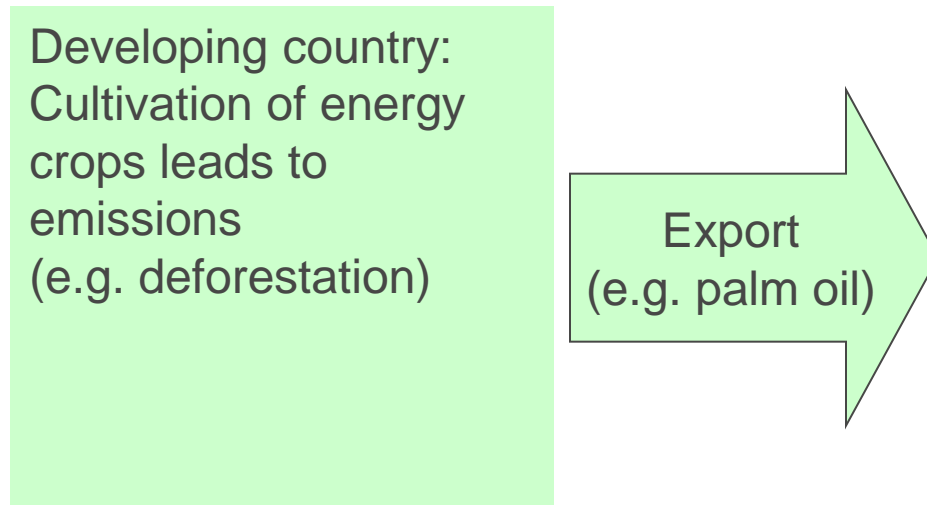 Developing country:
Cultivation of energy
crops leads to
emissions
(e.g. deforestation)
Export
(e.g. palm oil)